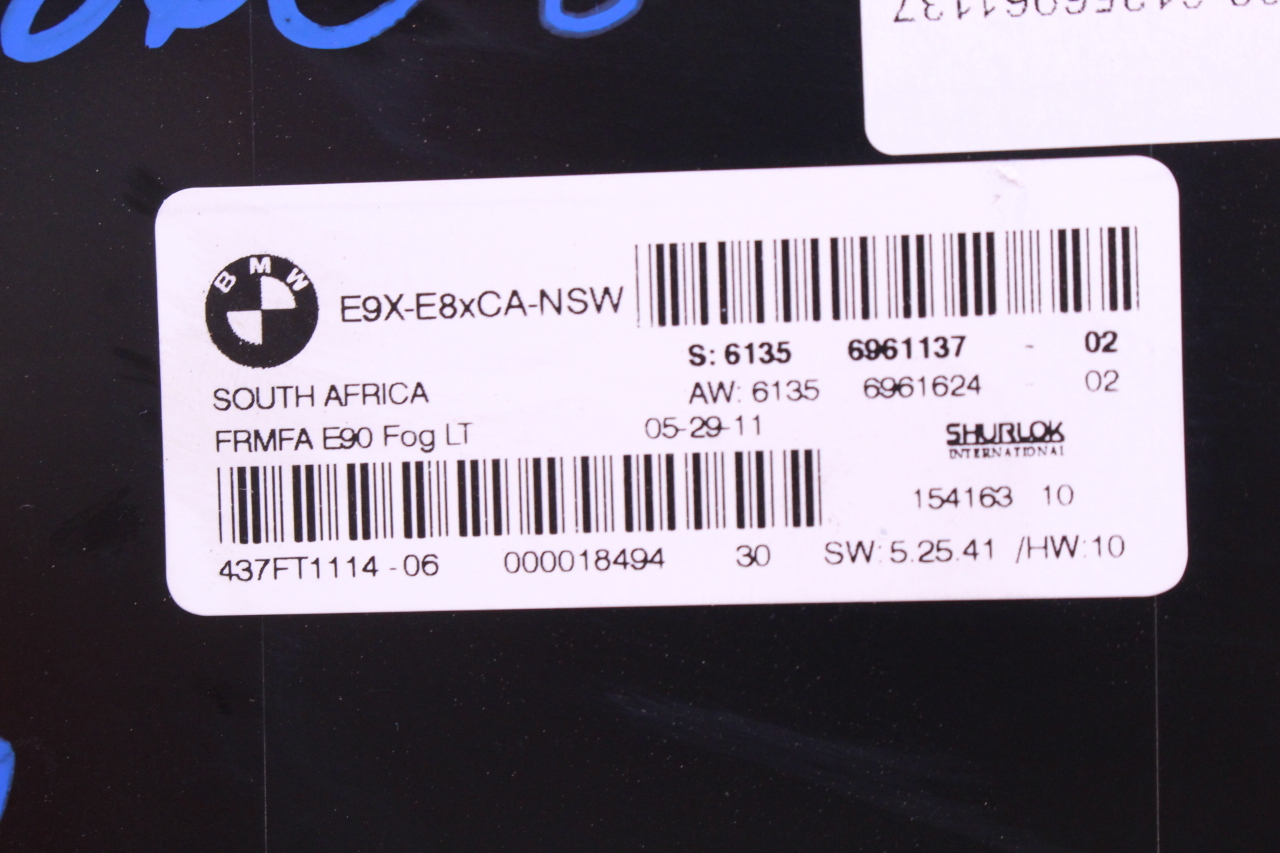 61356961137
BMW
E9X-E8xCA-NSW
S: 6135 6961137 - 02
SOUTH AFRICA
AW: 6135 6961624 - 02
FRMFA E90 Fog LT 05-29-11
SHURLOK
INTERNATIONAL
154163 10
437FT1114 - 06 000018494 30 SW: 5.25.41 /HW: 10